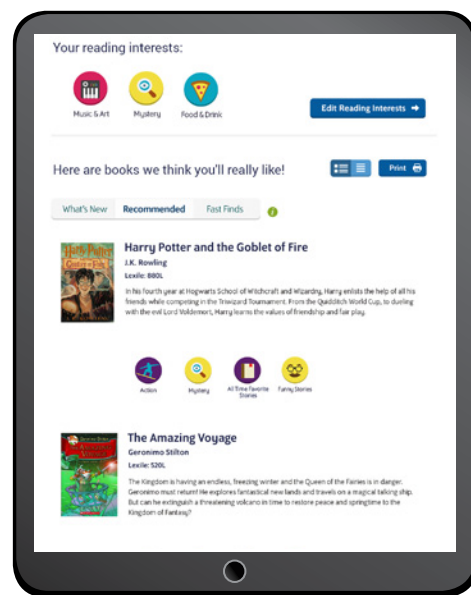 Your reading interests:
Music & Art
Mystery
Food & Drink
Edit Reading Interests
Here are books we think you'll really like!
Print
What's New
Recommended
Fast Finds
i
Harry Potter and the Goblet of Fire
J.K. Rowling
Lexile: 880L
In his fourth year at Hogwarts School of Witchcraft and Wizardry, Harry enlists the help of all his
friends while competing in the Triwizard Tournament. From the Quidditch World Cup, to dueling
with the evil Lord Voldemort, Harry learns the values of friendship and fair play.
Harry Potter
Goblet of Fire
Action
Mystery
All Time Favorite
Stories
Funny Stories
The Amazing Voyage
Geronimo Stilton
Lexile: 520L
The Kingdom is having an endless, freezing winter and the Queen of the Fairies is in danger.
Geronimo must return! He explores fantastical new lands and travels on a magical talking ship.
But can he extinguish a threatening volcano in time to restore peace and springtime to the
Kingdom of Fantasy?
Geronimo Stilton